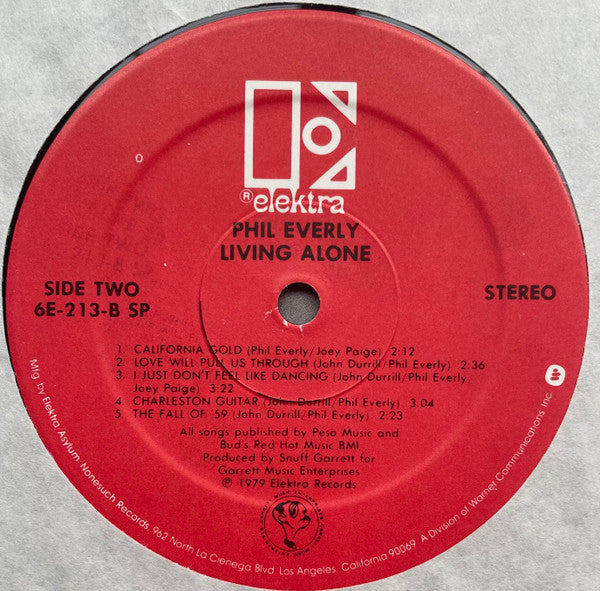 ® elektra
PHIL EVERLY
LIVING ALONE
SIDE TWO
6E-213-B SP
STEREO
1. CALIFORNIA GOLD (Phil Everly/Joey Paige) 2:12
2. LOVE WILL PULL US THROUGH (John Durrill/Phil Everly) 2:36
3. I JUST DON'T FEEL LIKE DANCING (John Durrill/Phil Everly,
Joey Paige) 3:22
4. CHARLESTON GUITAR (John Durrill/Phil Everly) 3:04
5. THE FALL OF '59 (John Durrill/Phil Everly) 2:23
All songs published by Peso Music and
Bud's Red Hot Music BMI
Produced by Snuff Garrett for
Garrett Music Enterprises
℗ 1979 Elektra Records
Mfg by Elektra/Asylum/Nonesuch Records, 962 North La Cienega Blvd. Los Angeles, California 90069. A Division of Warner Communications Inc.